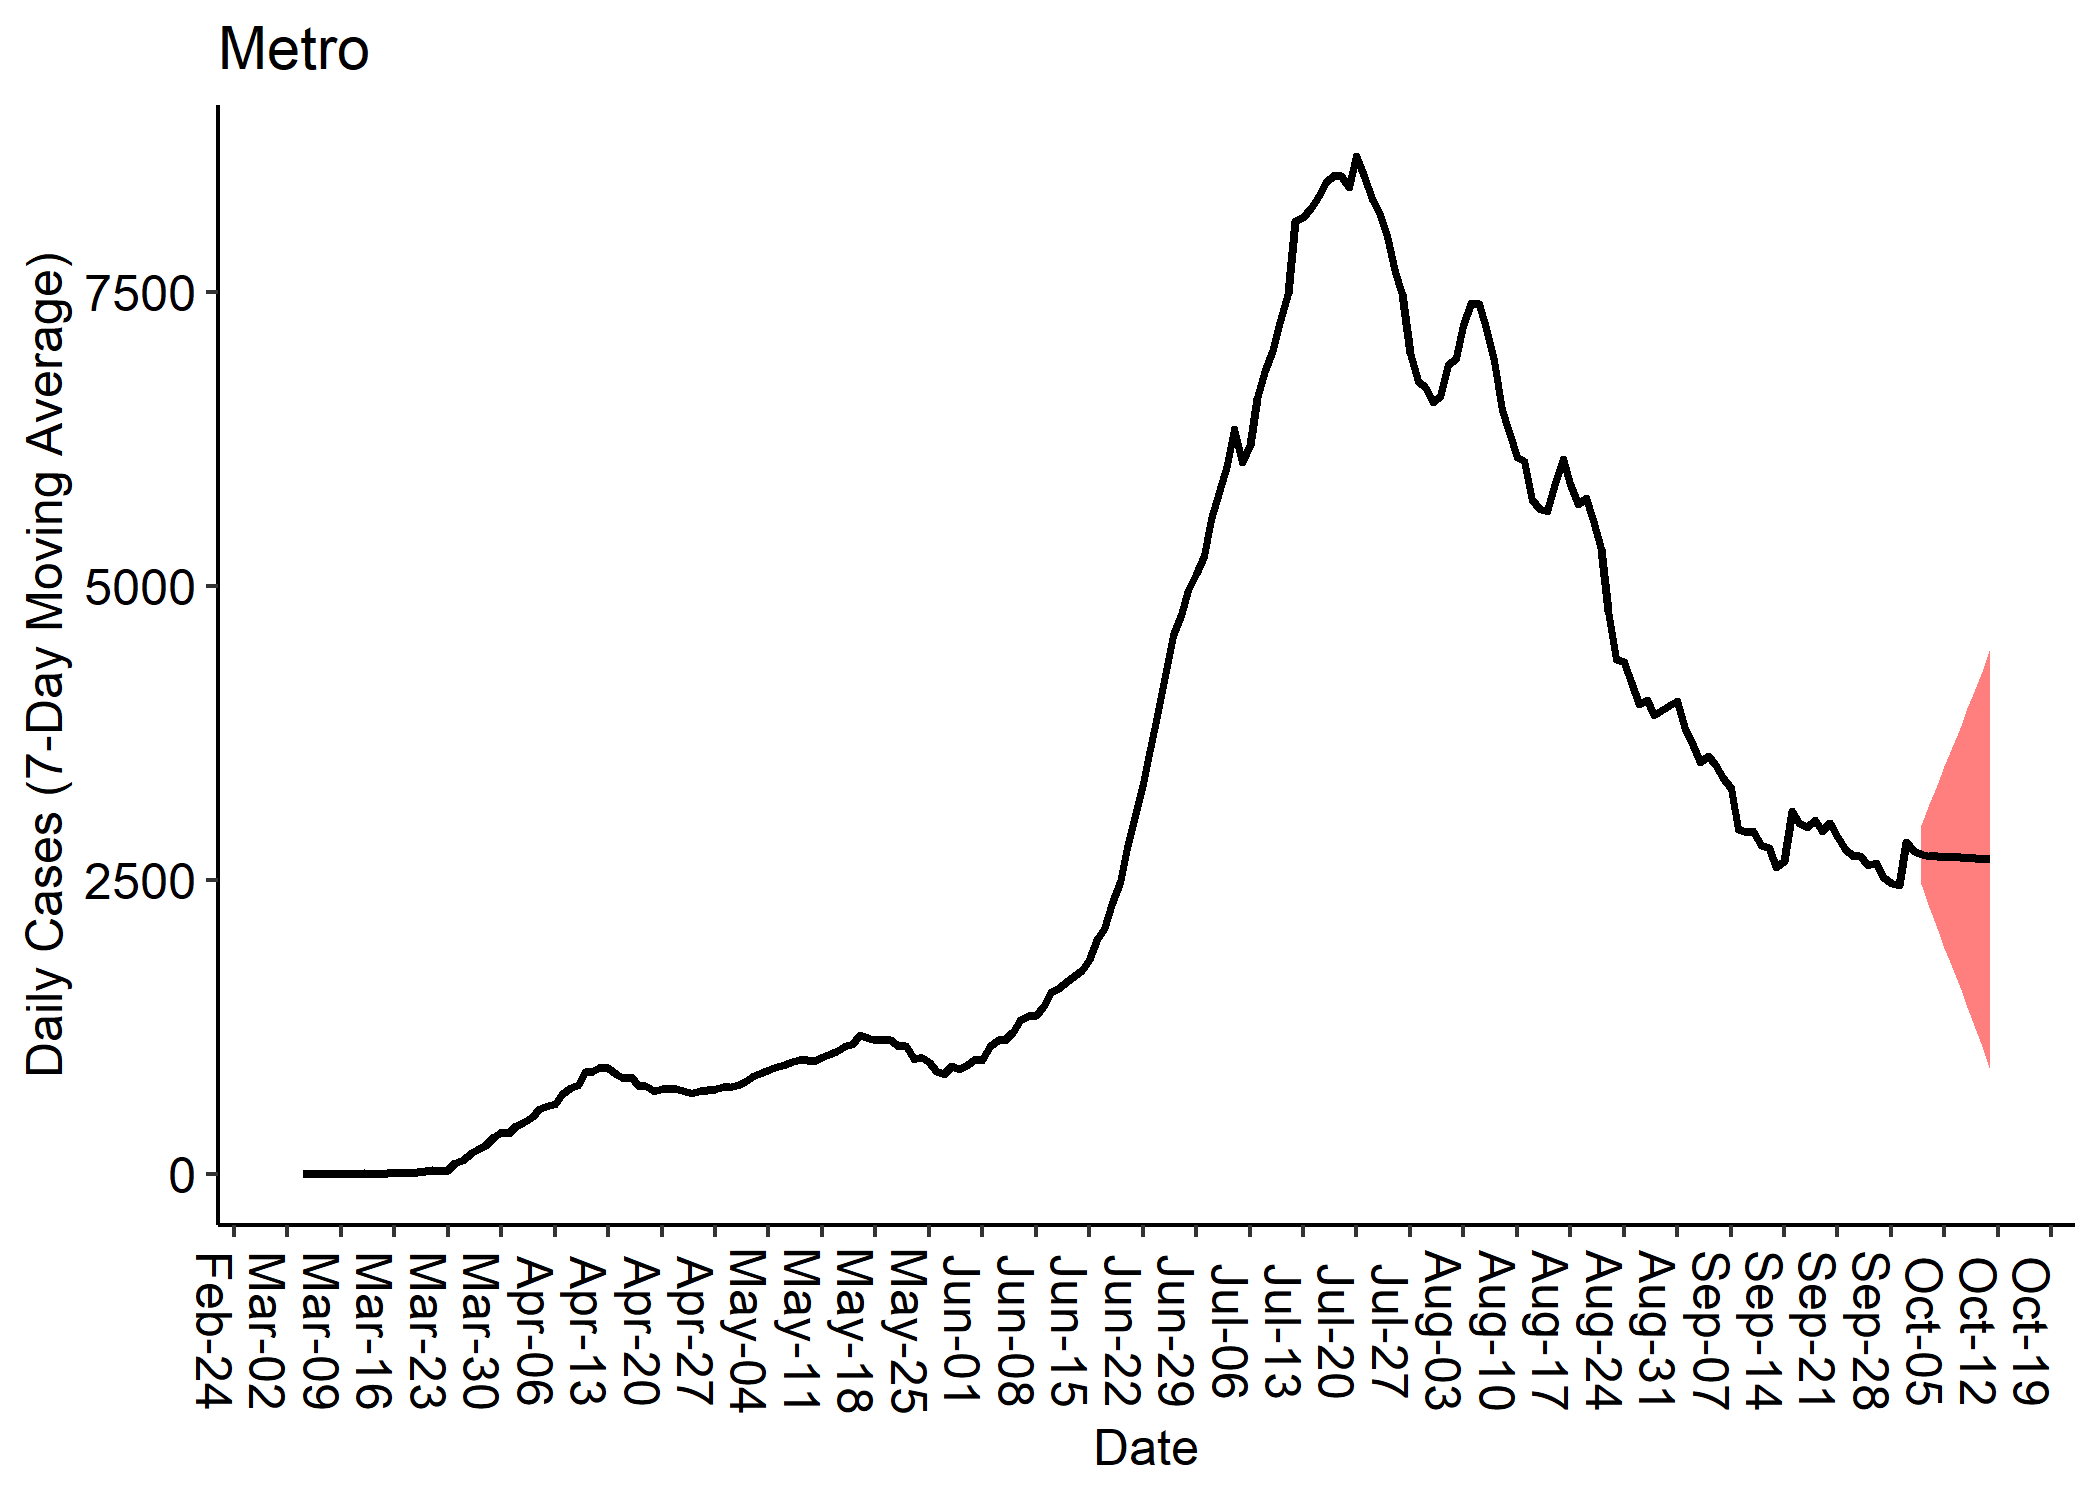 Metro
Daily Cases (7-Day Moving Average)
7500
5000
2500
0
Feb-24
Mar-02
Mar-09
Mar-16
Mar-23
Mar-30
Apr-06
Apr-13
Apr-20
Apr-27
May-04
May-11
May-18
May-25
Jun-01
Jun-08
Jun-15
Jun-22
Jun-29
Jul-06
Jul-13
Jul-20
Jul-27
Aug-03
Aug-10
Aug-17
Aug-24
Aug-31
Sep-07
Sep-14
Sep-21
Sep-28
Oct-05
Oct-12
Oct-19
Date